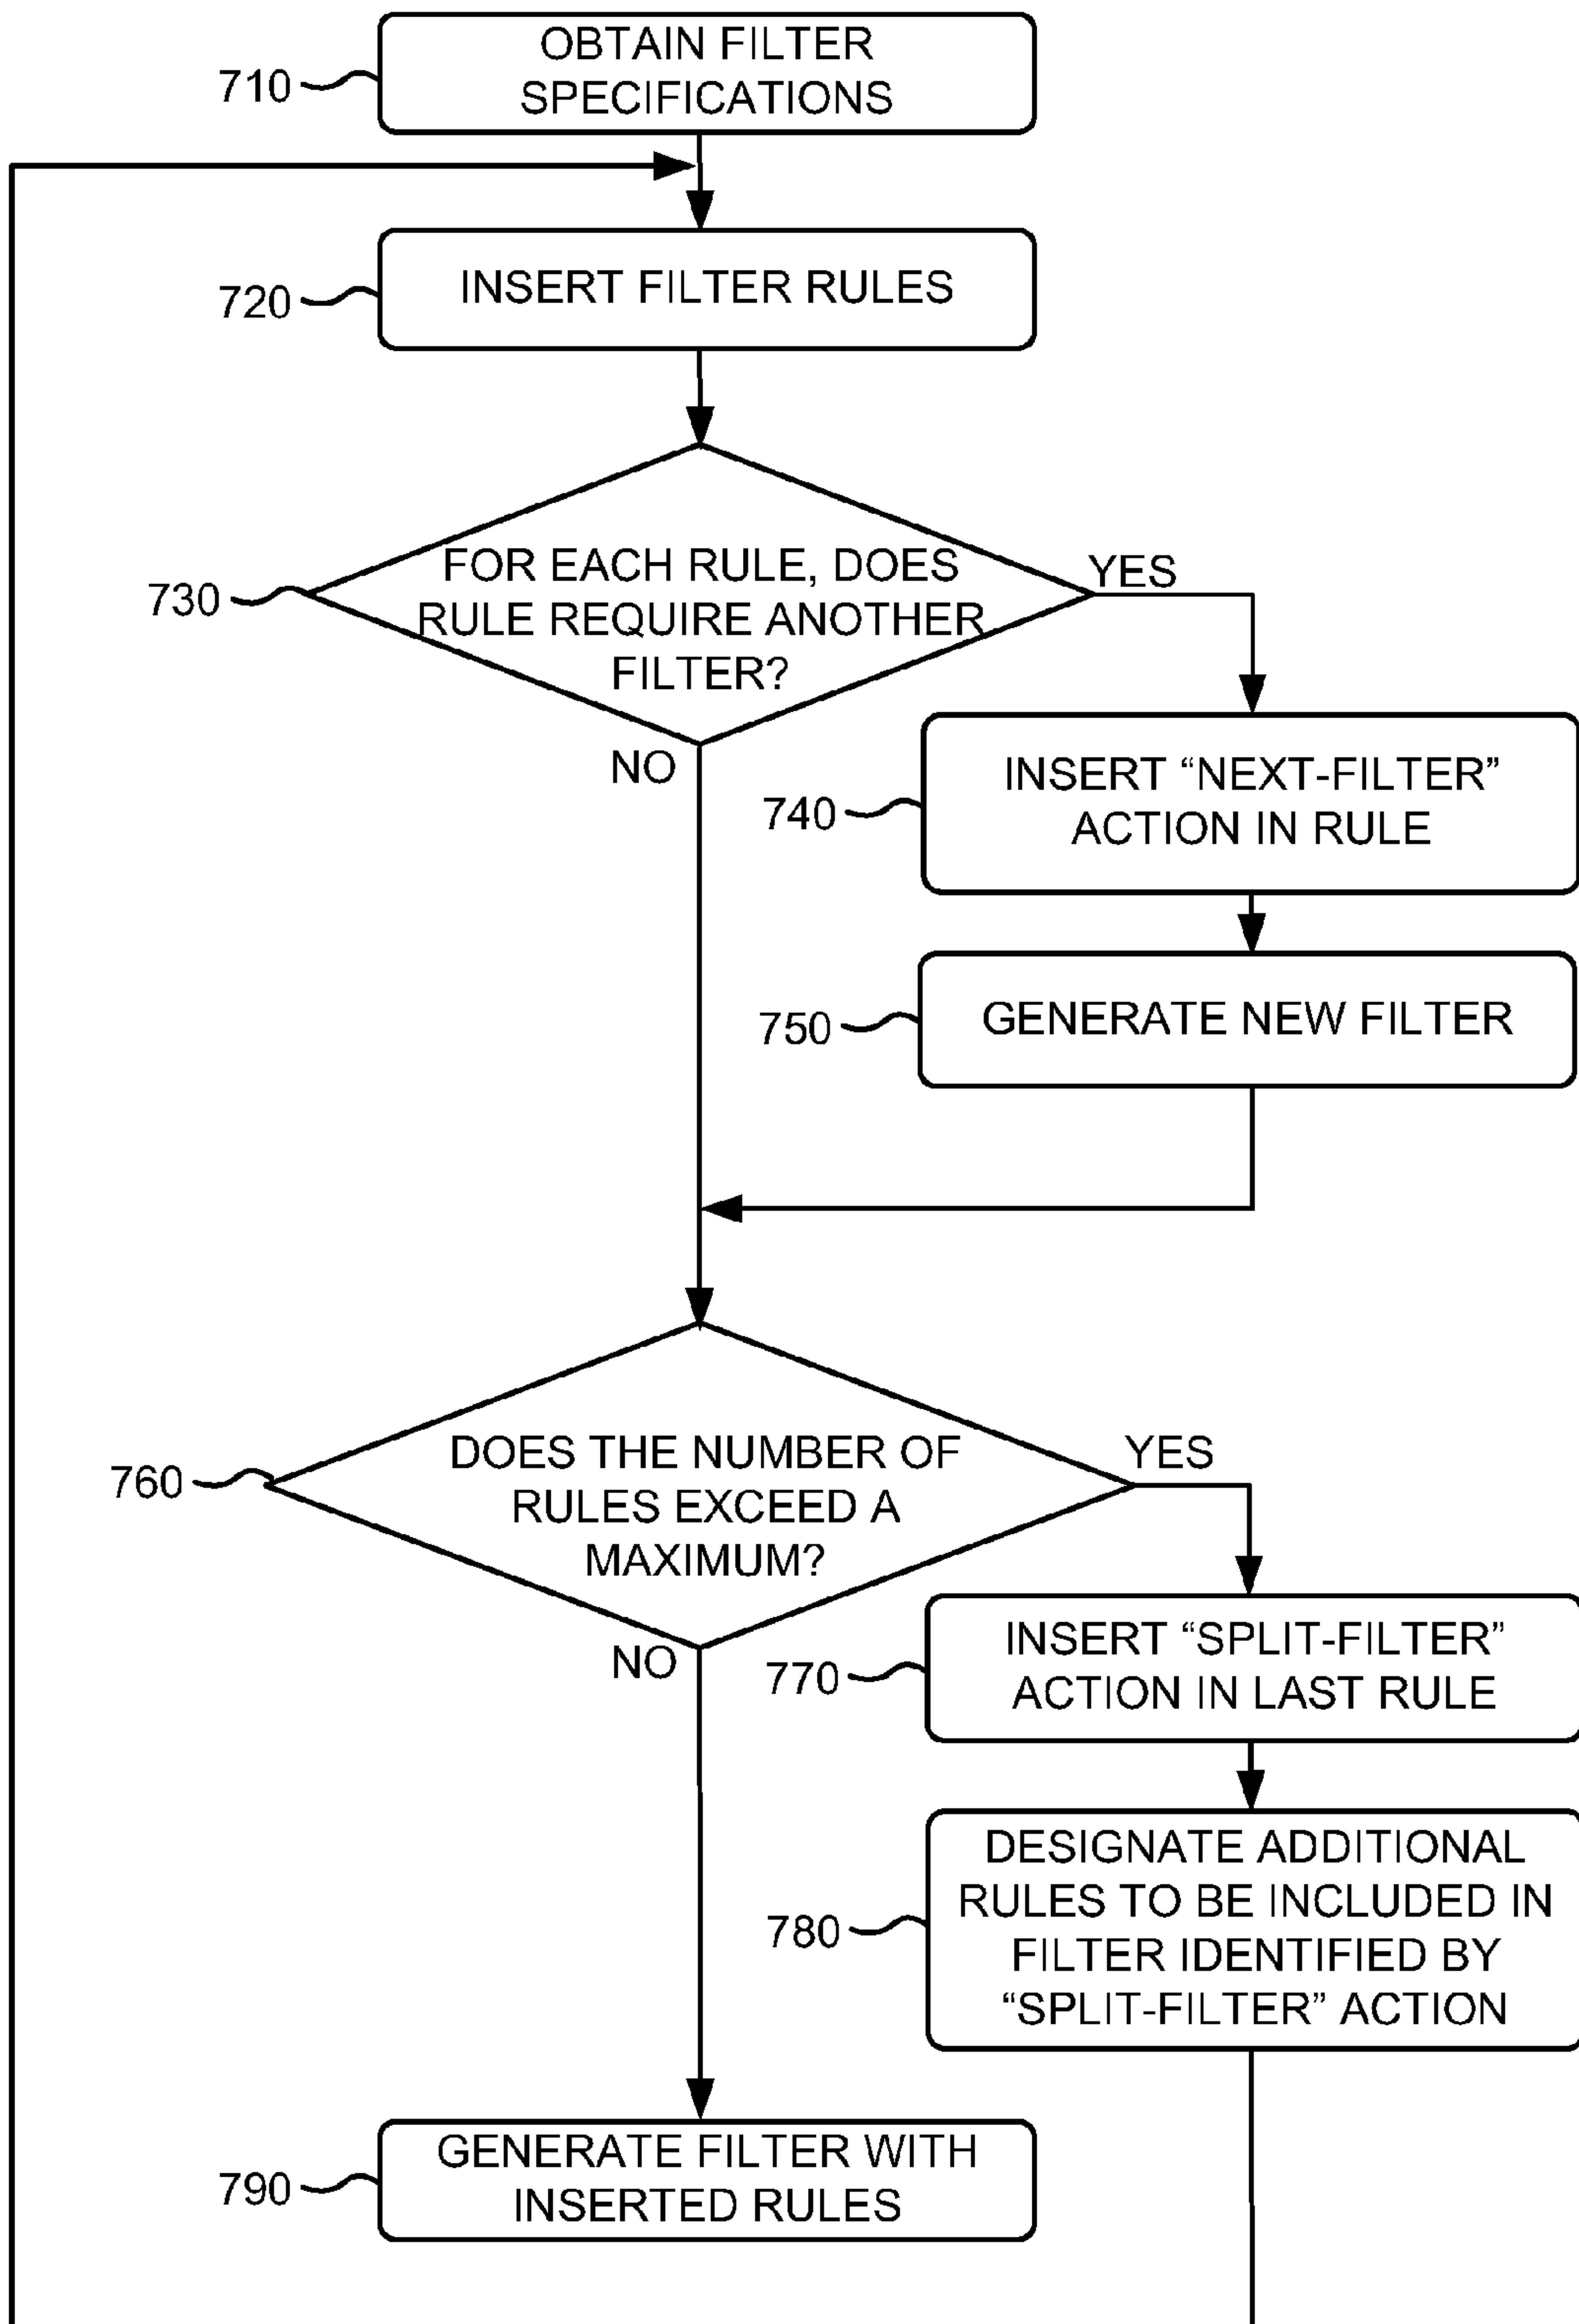 OBTAIN FILTER
SPECIFICATIONS
710
INSERT FILTER RULES
720
FOR EACH RULE, DOES
RULE REQUIRE ANOTHER
FILTER?
730
YES
NO
INSERT “NEXT-FILTER”
ACTION IN RULE
740
GENERATE NEW FILTER
750
DOES THE NUMBER OF
RULES EXCEED A
MAXIMUM?
760
YES
NO
INSERT “SPLIT-FILTER”
ACTION IN LAST RULE
770
DESIGNATE ADDITIONAL
RULES TO BE INCLUDED IN
FILTER IDENTIFIED BY
“SPLIT-FILTER” ACTION
780
GENERATE FILTER WITH
INSERTED RULES
790